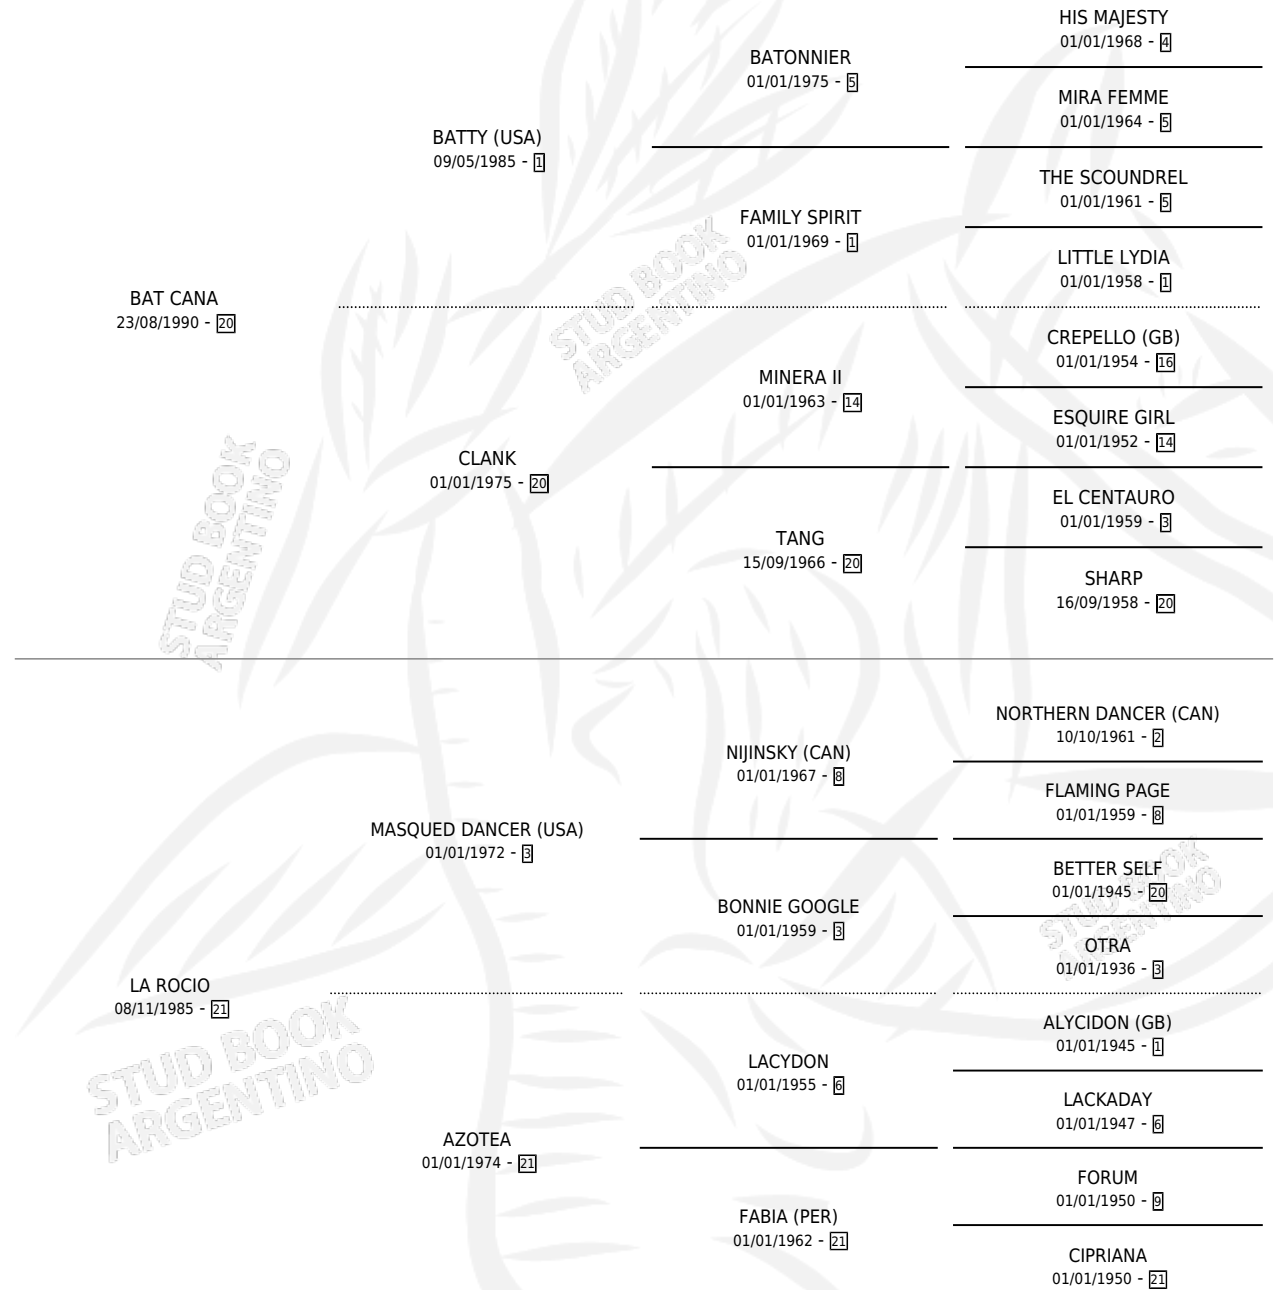 HIS MAJESTY
01/01/1968 - 4
BATONNIER
01/01/1975 - 5
MIRA FEMME
01/01/1964 - 5
BATTY (USA)
09/05/1985 - 1
THE SCOUNDREL
01/01/1961 - 5
FAMILY SPIRIT
01/01/1969 - 1
LITTLE LYDIA
01/01/1958 - 1
BAT CANA
23/08/1990 - 20
STUD BOOK
ARGENTINO
CREPELLO (GB)
01/01/1954 - 16
MINERA II
01/01/1963 - 14
ESQUIRE GIRL
01/01/1952 - 14
CLANK
01/01/1975 - 20
EL CENTAURO
01/01/1959 - 3
TANG
15/09/1966 - 20
SHARP
16/09/1958 - 20
STUD BOOK
ARGENTINO
NORTHERN DANCER (CAN)
10/10/1961 - 2
NIJINSKY (CAN)
01/01/1967 - 8
FLAMING PAGE
01/01/1959 - 8
MASQUED DANCER (USA)
01/01/1972 - 3
BETTER SELF
01/01/1945 - 20
BONNIE GOOGLE
01/01/1959 - 3
OTRA
01/01/1936 - 3
STUD BOOK
ARGENTINO
LA ROCIO
08/11/1985 - 21
STUD BOOK
ARGENTINO
ALYCIDON (GB)
01/01/1945 - 1
LACYDON
01/01/1955 - 6
LACKADAY
01/01/1947 - 6
AZOTEA
01/01/1974 - 21
FORUM
01/01/1950 - 9
FABIA (PER)
01/01/1962 - 21
CIPRIANA
01/01/1950 - 21